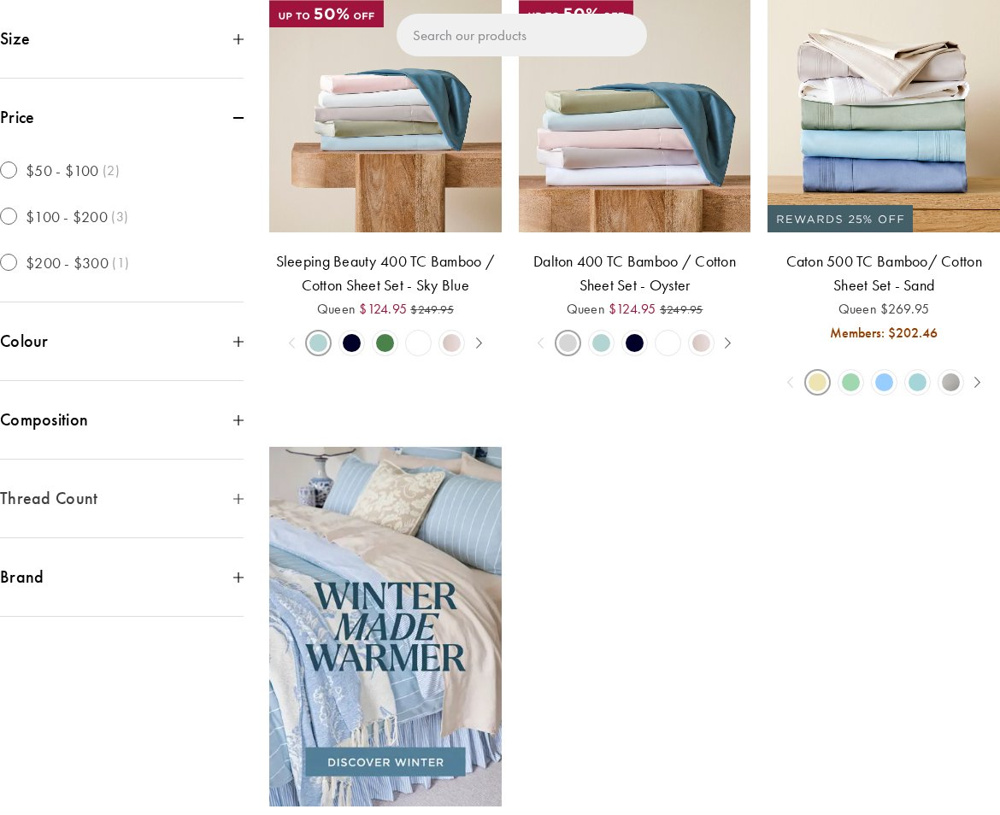 Search our products
Size
Price
$50 - $100 (2)
$100 - $200 (3)
$200 - $300 (1)
Colour
Composition
Thread Count
Brand
UP TO 50% OFF
Sleeping Beauty 400 TC Bamboo /
Cotton Sheet Set - Sky Blue
Queen $124.95 $249.95
UP TO 50% OFF
Dalton 400 TC Bamboo / Cotton
Sheet Set - Oyster
Queen $124.95 $249.95
REWARDS 25% OFF
Caton 500 TC Bamboo/ Cotton
Sheet Set - Sand
Queen $269.95
Members: $202.46
WINTER
MADE
WARMER
DISCOVER WINTER